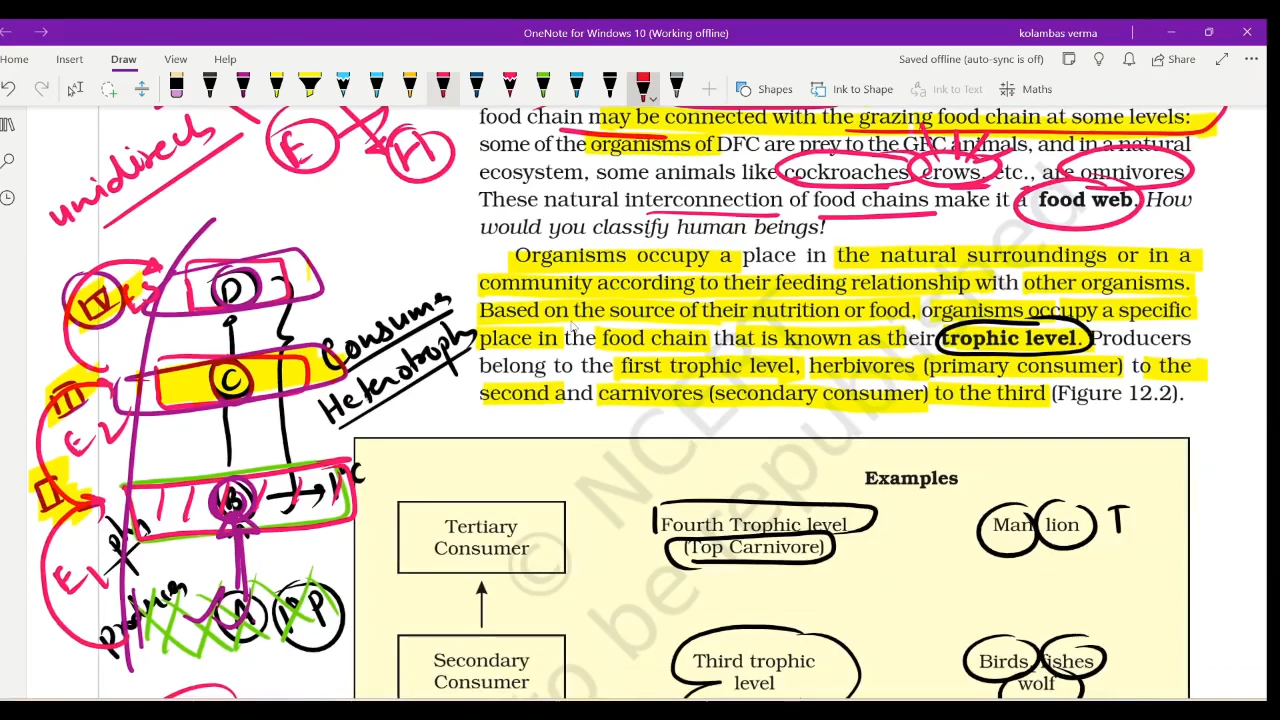 OneNote for Windows 10 (Working offline)
kolambas verma
Home Insert Draw View Help
Saved offline (auto-sync is off)
Share
Shapes
Ink to Shape
Ink to Text
Maths
food chain may be connected with the grazing food chain at some levels:
some of the organisms of DFC are prey to the GFC animals, and in a natural
ecosystem, some animals like cockroaches, crows, etc., are omnivores
These natural interconnection of food chains make it a food web. How
would you classify human beings!
Organisms occupy a place in the natural surroundings or in a
community according to their feeding relationship with other organisms.
Based on the source of their nutrition or food, organisms occupy a specific
place in the food chain that is known as their trophic level. Producers
belong to the first trophic level, herbivores (primary consumer) to the
second and carnivores (secondary consumer) to the third (Figure 12.2).
Examples
Tertiary
Consumer
Fourth Trophic level
(Top Carnivore)
Man, lion
T
Secondary
Consumer
Third trophic
level
Birds, fishes
wolf
© NCERT
to be republished
E
H
IV
E3
D
III
C
E2
II
B
1°C
E1
A
P
Heterotroph